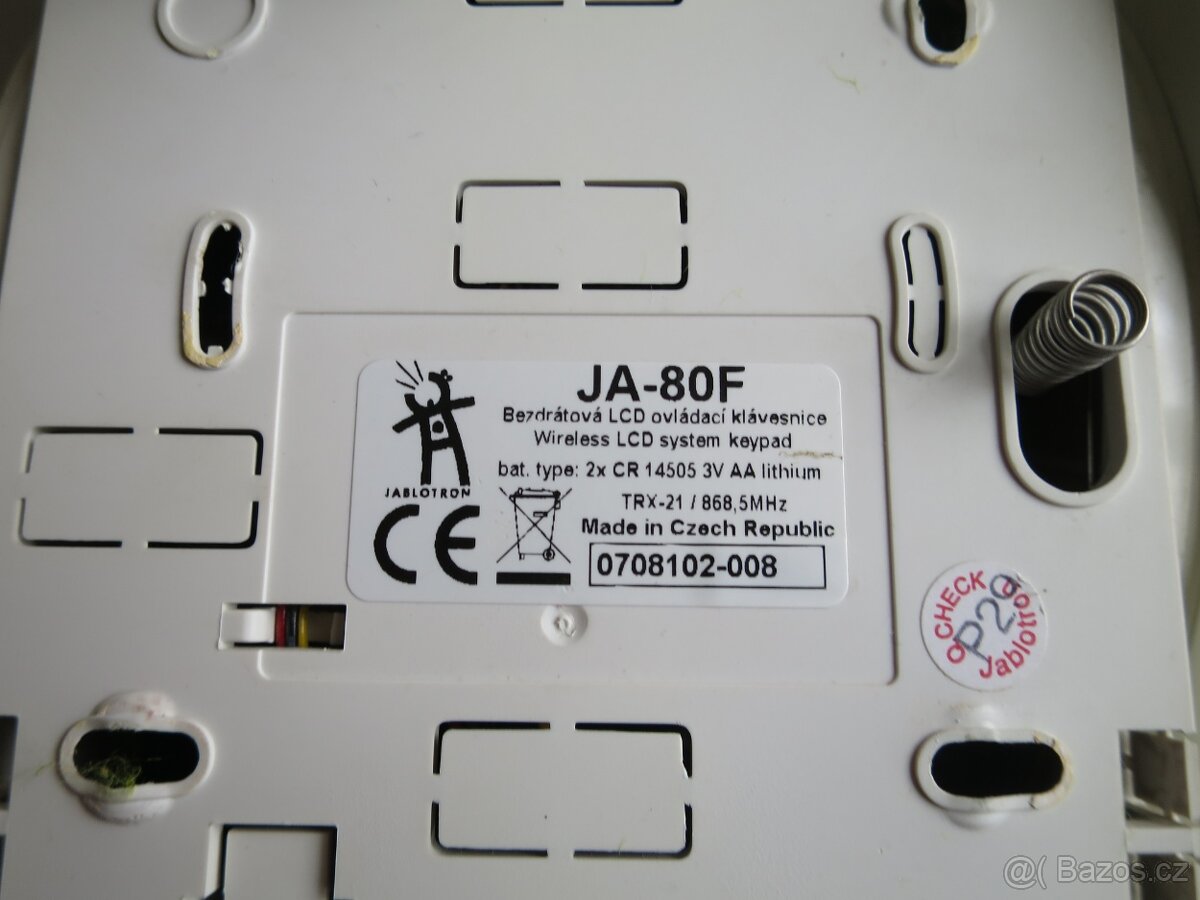 JA-80F
Bezdrátová LCD ovládací klávesnice
Wireless LCD system keypad
bat. type: 2x CR 14505 3V AA lithium
JABLOTRON
TRX-21 / 868,5MHz
CE
Made in Czech Republic
0708102-008
O CHECK
P20
Jablotron
@( Bazos.cz